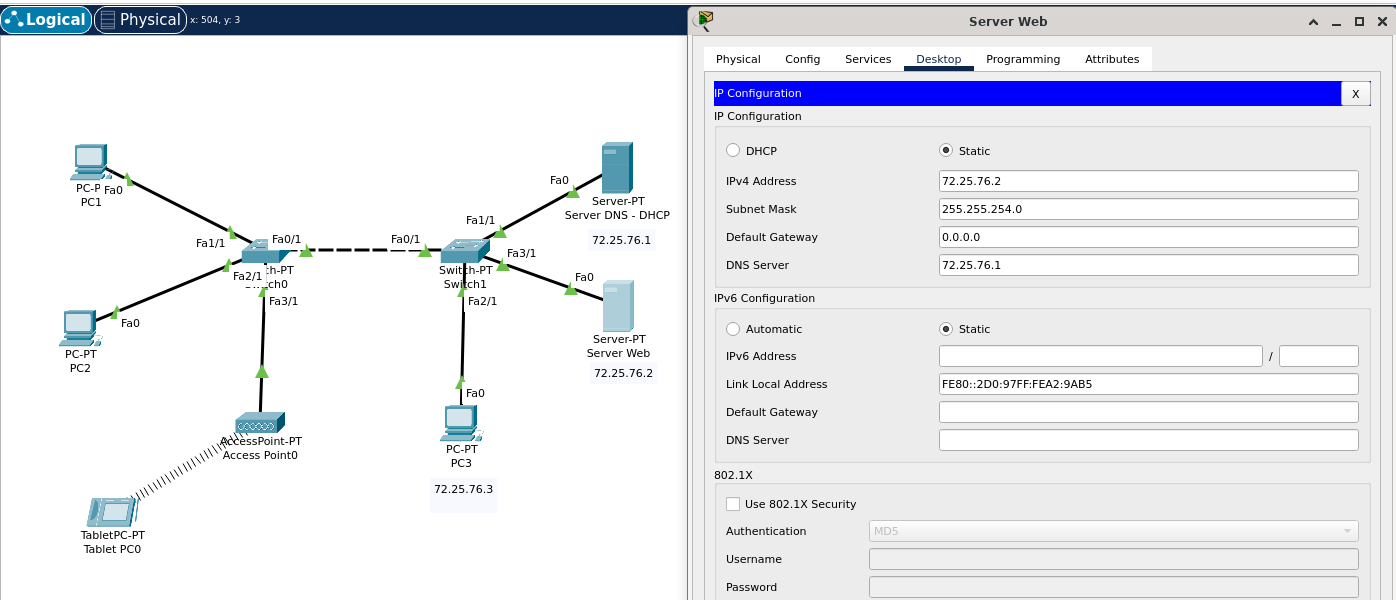 Logical
Physical
x: 504, y: 3
PC-P
Fa0
PC1
Fa1/1
Fa0/1
Fa2/1
ch-PT
ch0
Fa3/1
Fa0
PC-PT
PC2
AccessPoint-PT
Access Point0
TabletPC-PT
Tablet PC0
Fa0/1
Fa1/1
Fa0
Server-PT
Server DNS - DHCP
72.25.76.1
Switch-PT
Switch1
Fa3/1
Fa2/1
Fa0
Server-PT
Server Web
72.25.76.2
Fa0
PC-PT
PC3
72.25.76.3
Server Web
Physical
Config
Services
Desktop
Programming
Attributes
IP Configuration
X
IP Configuration
DHCP
Static
IPv4 Address
72.25.76.2
Subnet Mask
255.255.254.0
Default Gateway
0.0.0.0
DNS Server
72.25.76.1
IPv6 Configuration
Automatic
Static
IPv6 Address
/
Link Local Address
FE80::2D0:97FF:FEA2:9AB5
Default Gateway
DNS Server
802.1X
Use 802.1X Security
Authentication
MD5
Username
Password